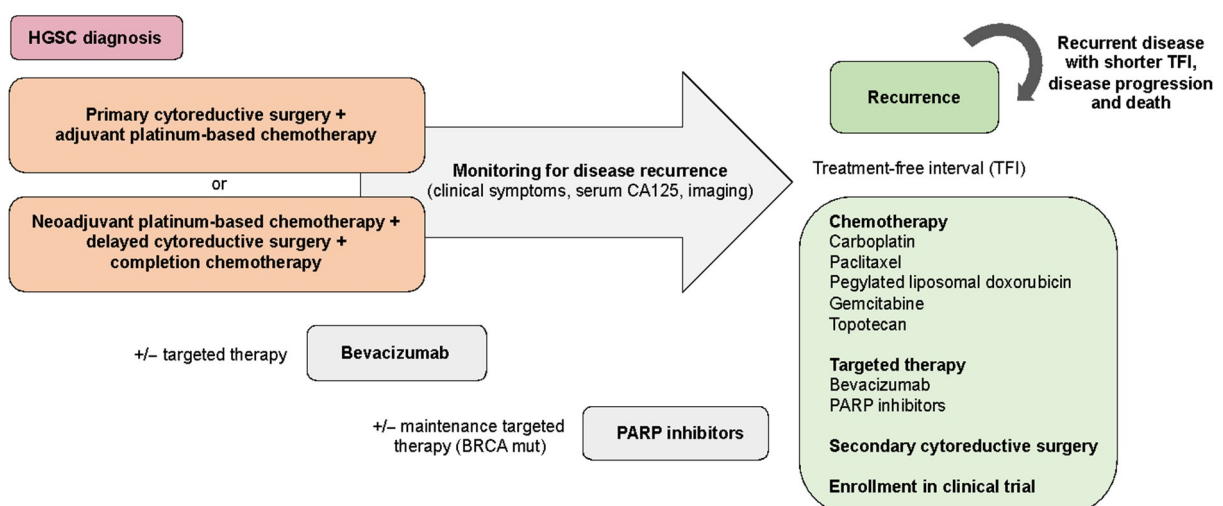 HGSC diagnosis
Primary cytoreductive surgery +
adjuvant platinum-based chemotherapy
or
Neoadjuvant platinum-based chemotherapy +
delayed cytoreductive surgery +
completion chemotherapy
Monitoring for disease recurrence
(clinical symptoms, serum CA125, imaging)
+/– targeted therapy
Bevacizumab
+/– maintenance targeted
therapy (BRCA mut)
PARP inhibitors
Recurrence
Recurrent disease
with shorter TFI,
disease progression
and death
Treatment-free interval (TFI)
Chemotherapy
Carboplatin
Paclitaxel
Pegylated liposomal doxorubicin
Gemcitabine
Topotecan
Targeted therapy
Bevacizumab
PARP inhibitors
Secondary cytoreductive surgery
Enrollment in clinical trial